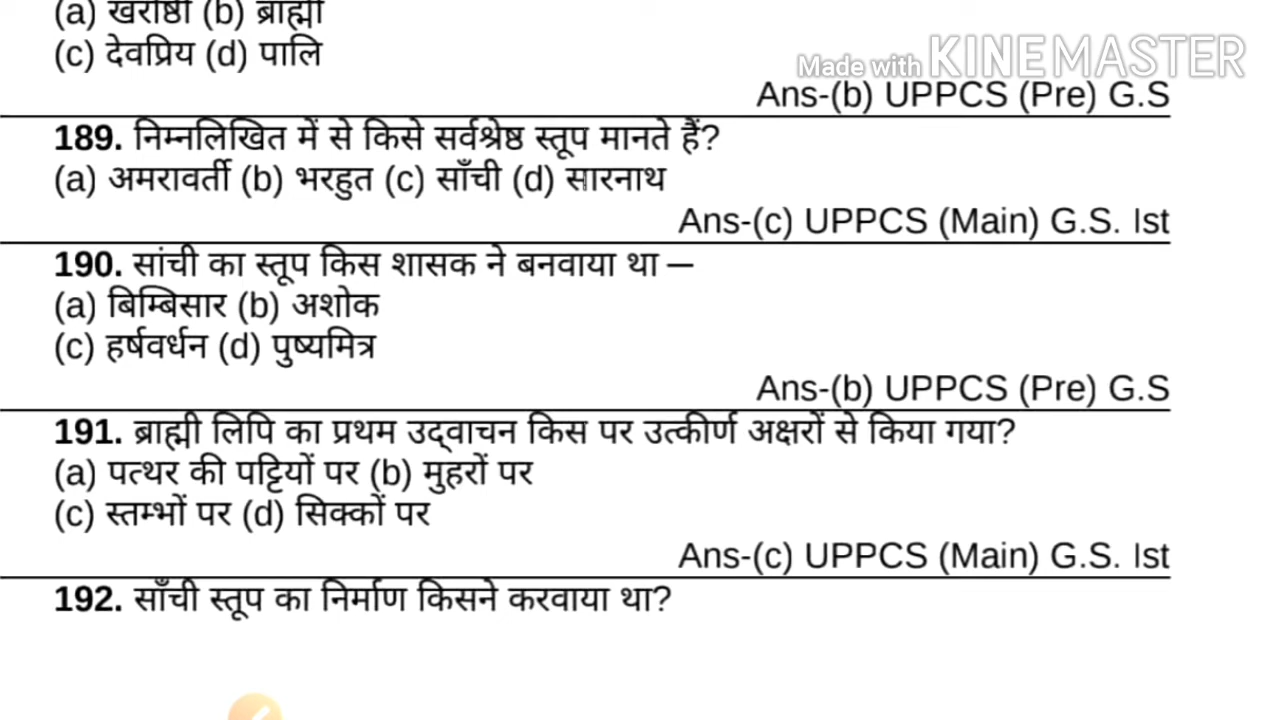 (a) खरोष्ठी (b) ब्राह्मी
(c) देवप्रिय (d) पालि
Made with KINEMASTER
Ans-(b) UPPCS (Pre) G.S
189. निम्नलिखित में से किसे सर्वश्रेष्ठ स्तूप मानते हैं?
(a) अमरावर्ती (b) भरहुत (c) साँची (d) सारनाथ
Ans-(c) UPPCS (Main) G.S. Ist
190. सांची का स्तूप किस शासक ने बनवाया था —
(a) बिम्बिसार (b) अशोक
(c) हर्षवर्धन (d) पुष्यमित्र
Ans-(b) UPPCS (Pre) G.S
191. ब्राह्मी लिपि का प्रथम उद्वाचन किस पर उत्कीर्ण अक्षरों से किया गया?
(a) पत्थर की पट्टियों पर (b) मुहरों पर
(c) स्तम्भों पर (d) सिक्कों पर
Ans-(c) UPPCS (Main) G.S. Ist
192. साँची स्तूप का निर्माण किसने करवाया था?